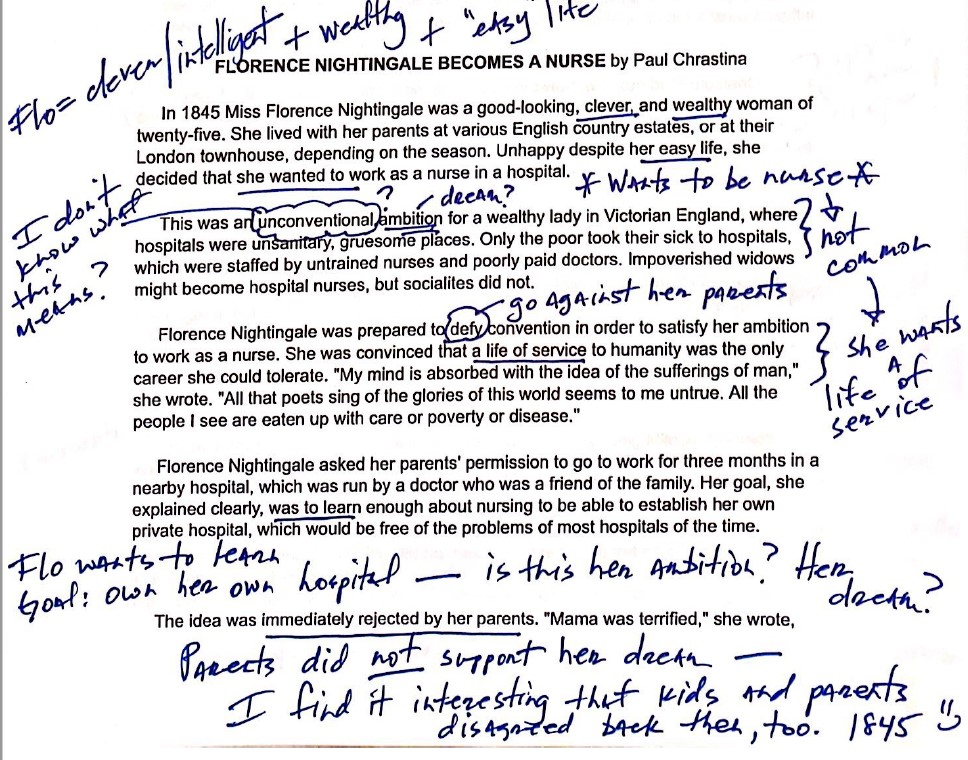 Flo= clever/intelligent + wealthy + "easy life
FLORENCE NIGHTINGALE BECOMES A NURSE by Paul Chrastina
In 1845 Miss Florence Nightingale was a good-looking, clever, and wealthy woman of
twenty-five. She lived with her parents at various English country estates, or at their
London townhouse, depending on the season. Unhappy despite her easy life, she
decided that she wanted to work as a nurse in a hospital.
* Wants to be nurse *
I don't
know what
this
means?
? dream?
This was an unconventional ambition for a wealthy lady in Victorian England, where
hospitals were unsanitary, gruesome places. Only the poor took their sick to hospitals,
which were staffed by untrained nurses and poorly paid doctors. Impoverished widows
might become hospital nurses, but socialites did not.
not
common
go against her parents
Florence Nightingale was prepared to defy convention in order to satisfy her ambition
to work as a nurse. She was convinced that a life of service to humanity was the only
career she could tolerate. "My mind is absorbed with the idea of the sufferings of man,"
she wrote. "All that poets sing of the glories of this world seems to me untrue. All the
people I see are eaten up with care or poverty or disease."
she wants
a
life of
service
Florence Nightingale asked her parents' permission to go to work for three months in a
nearby hospital, which was run by a doctor who was a friend of the family. Her goal, she
explained clearly, was to learn enough about nursing to be able to establish her own
private hospital, which would be free of the problems of most hospitals of the time.
Flo wants to learn
Goal: own her own hospital — is this her ambition? Her
dream?
The idea was immediately rejected by her parents. "Mama was terrified," she wrote,
Parents did not support her dream —
I find it interesting that kids and parents
disagreed back then, too. 1845